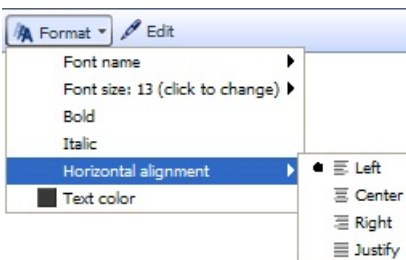 Format Edit
Font name
Font size: 13 (click to change)
Bold
Italic
Horizontal alignment
Text color
Left
Center
Right
Justify